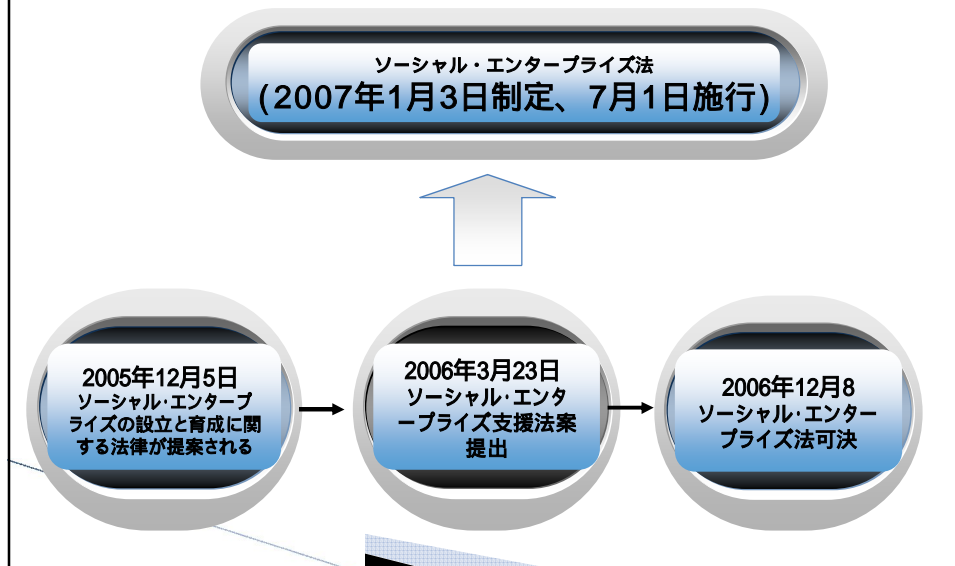 ソーシャル・エンタープライズ法
(2007年1月3日制定、7月1日施行)
2005年12月5日
ソーシャル・エンタープ
ライズの設立と育成に関
する法律が提案される
2006年3月23日
ソーシャル・エンタ
ープライズ支援法案
提出
2006年12月8
ソーシャル・エンター
プライズ法可決